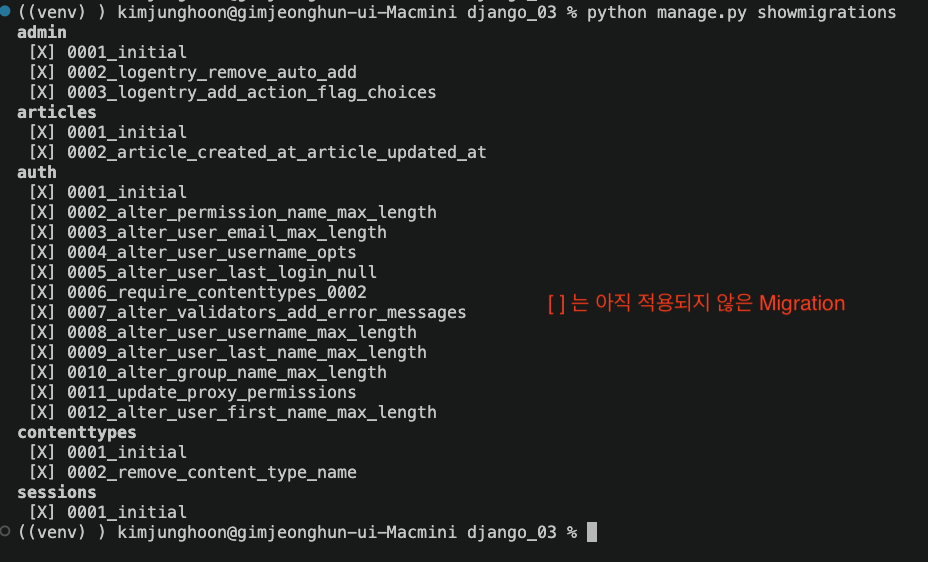 ((venv) ) kimjunghoon@gimjeonghun-ui-Macmini django_03 % python manage.py showmigrations
admin
[X] 0001_initial
[X] 0002_logentry_remove_auto_add
[X] 0003_logentry_add_action_flag_choices
articles
[X] 0001_initial
[X] 0002_article_created_at_article_updated_at
auth
[X] 0001_initial
[X] 0002_alter_permission_name_max_length
[X] 0003_alter_user_email_max_length
[X] 0004_alter_user_username_opts
[X] 0005_alter_user_last_login_null
[X] 0006_require_contenttypes_0002
[ ] 는 아직 적용되지 않은 Migration
[X] 0007_alter_validators_add_error_messages
[X] 0008_alter_user_username_max_length
[X] 0009_alter_user_last_name_max_length
[X] 0010_alter_group_name_max_length
[X] 0011_update_proxy_permissions
[X] 0012_alter_user_first_name_max_length
contenttypes
[X] 0001_initial
[X] 0002_remove_content_type_name
sessions
[X] 0001_initial
((venv) ) kimjunghoon@gimjeonghun-ui-Macmini django_03 %